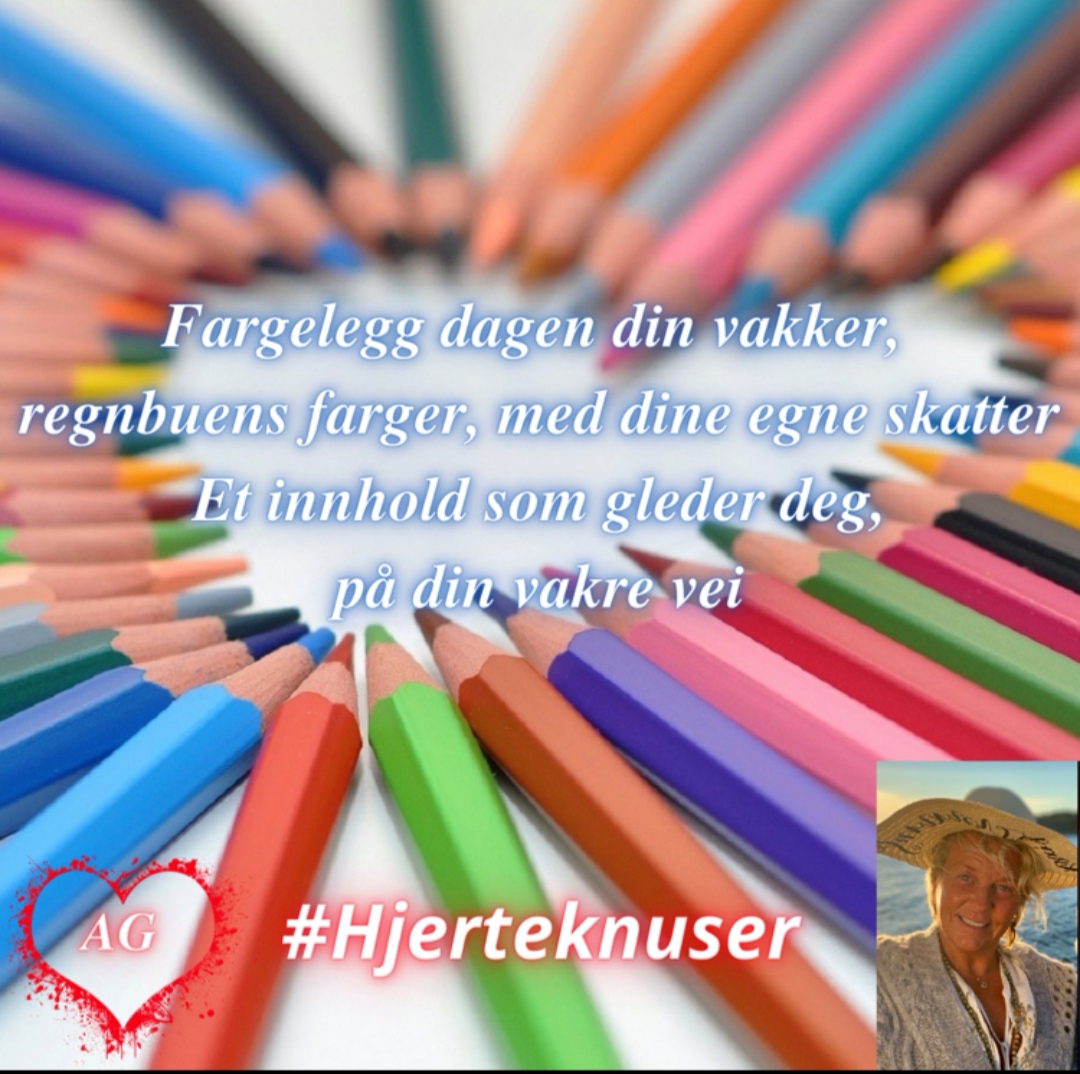 Fargelegg dagen din vakker,
regnbuens farger, med dine egne skatter
Et innhold som gleder deg,
på din vakre vei
AG
#Hjerteknuser